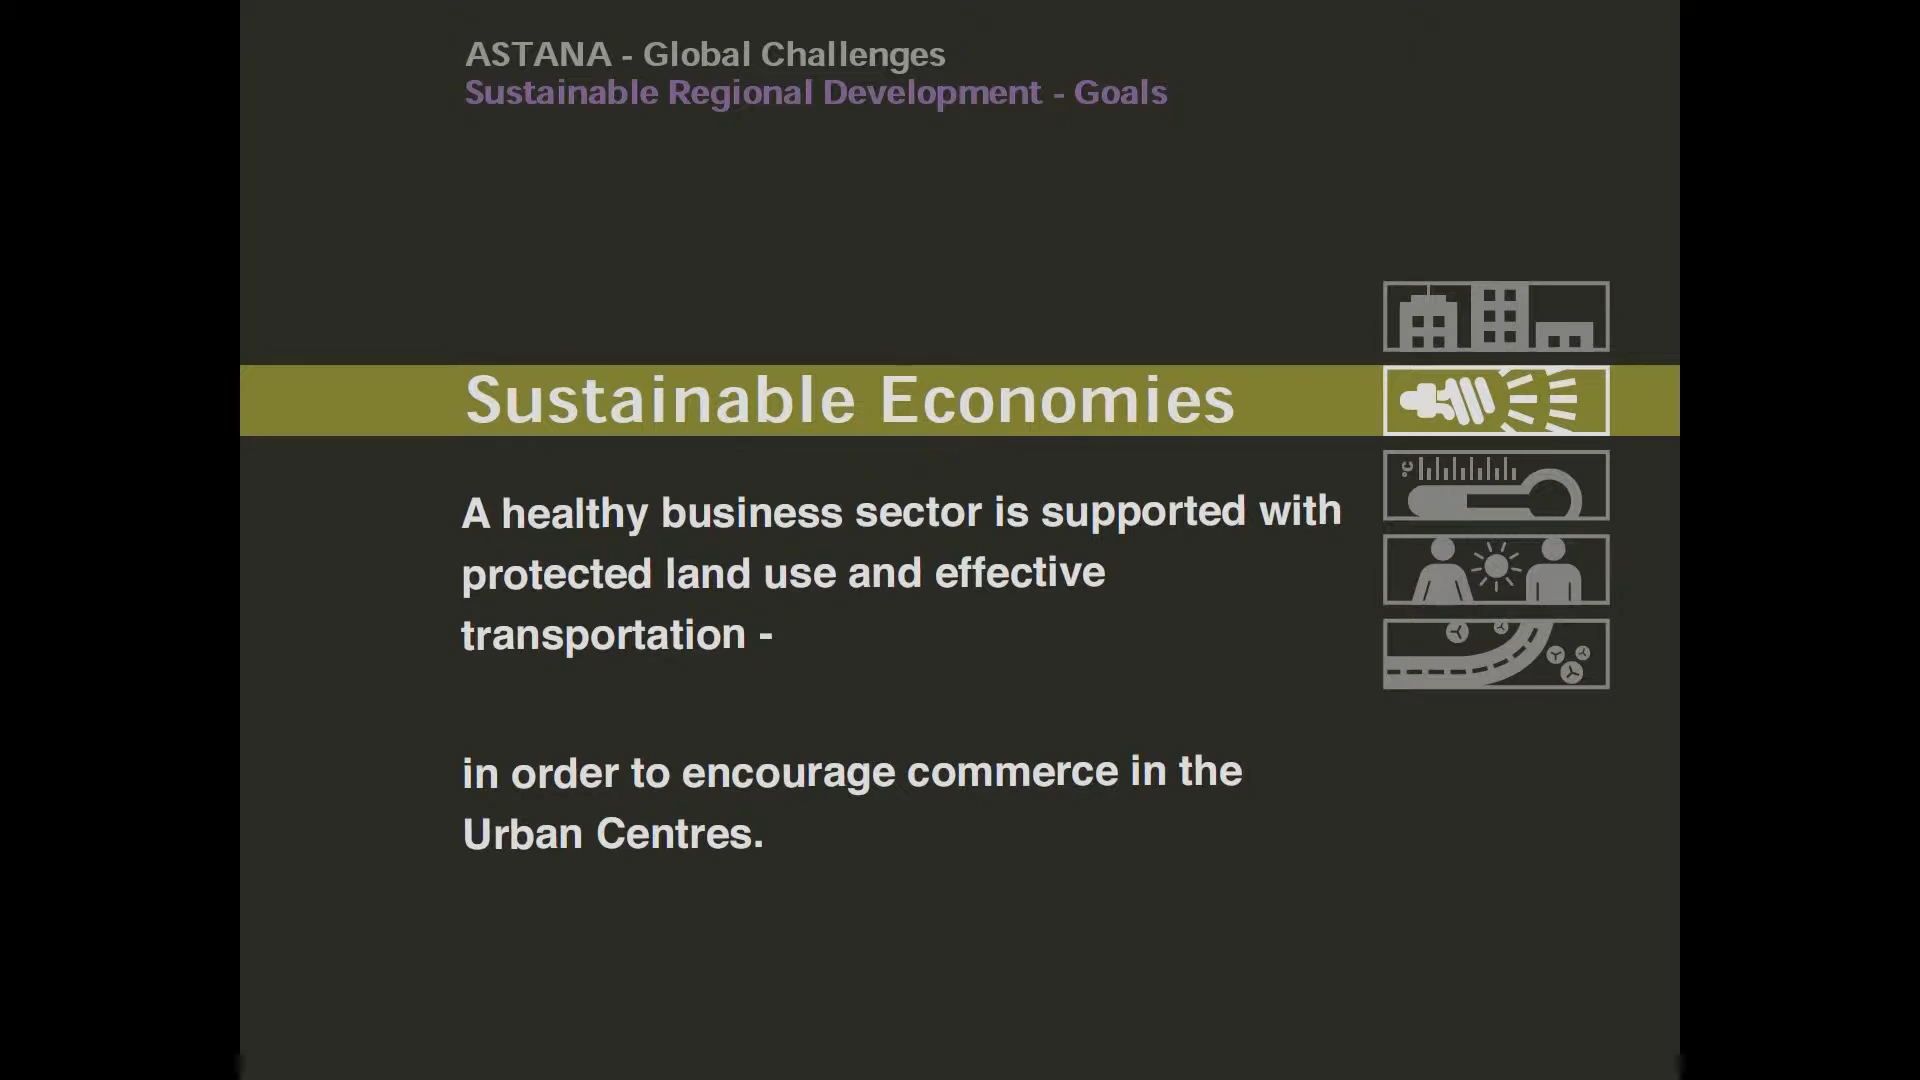 ASTANA - Global Challenges
Sustainable Regional Development - Goals
Sustainable Economies
°C
A healthy business sector is supported with
protected land use and effective
transportation -
in order to encourage commerce in the
Urban Centres.